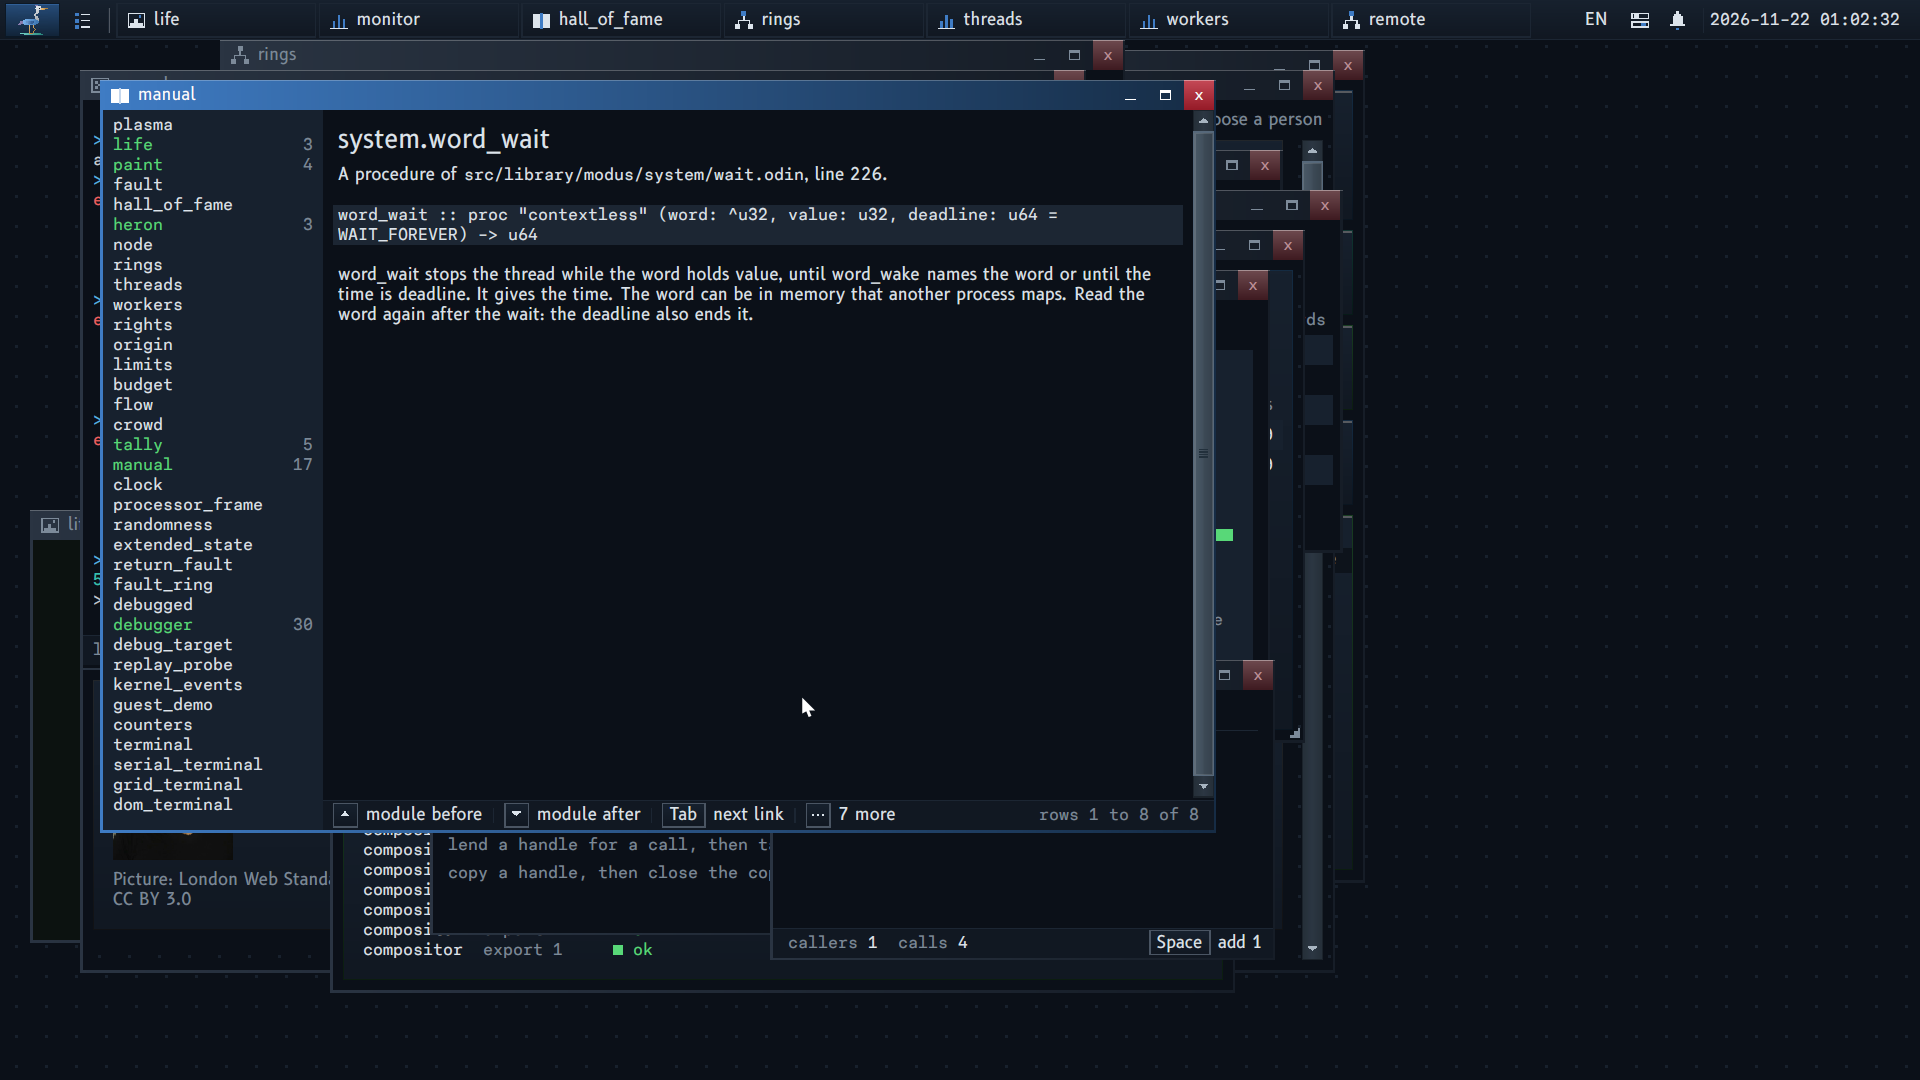 life
monitor
hall_of_fame
rings
threads
workers
remote
EN
2026-11-22 01:02:32
rings
manual
plasma
life 3
paint 4
fault
hall_of_fame
heron 3
node
rings
threads
workers
rights
origin
limits
budget
flow
crowd
tally 5
manual 17
clock
processor_frame
randomness
extended_state
return_fault
fault_ring
debugged
debugger 30
debug_target
replay_probe
kernel_events
guest_demo
counters
terminal
serial_terminal
grid_terminal
dom_terminal
system.word_wait
A procedure of src/library/modus/system/wait.odin, line 226.
word_wait :: proc "contextless" (word: ^u32, value: u32, deadline: u64 =
WAIT_FOREVER) -> u64
word_wait stops the thread while the word holds value, until word_wake names the word or until the
time is deadline. It gives the time. The word can be in memory that another process maps. Read the
word again after the wait: the deadline also ends it.
module before
module after
Tab next link
7 more
rows 1 to 8 of 8
a person
Picture: London Web
CC BY 3.0
lend a handle for a call, then
copy a handle, then close the
compositor export 1 ok
callers 1 calls 4
Space add 1